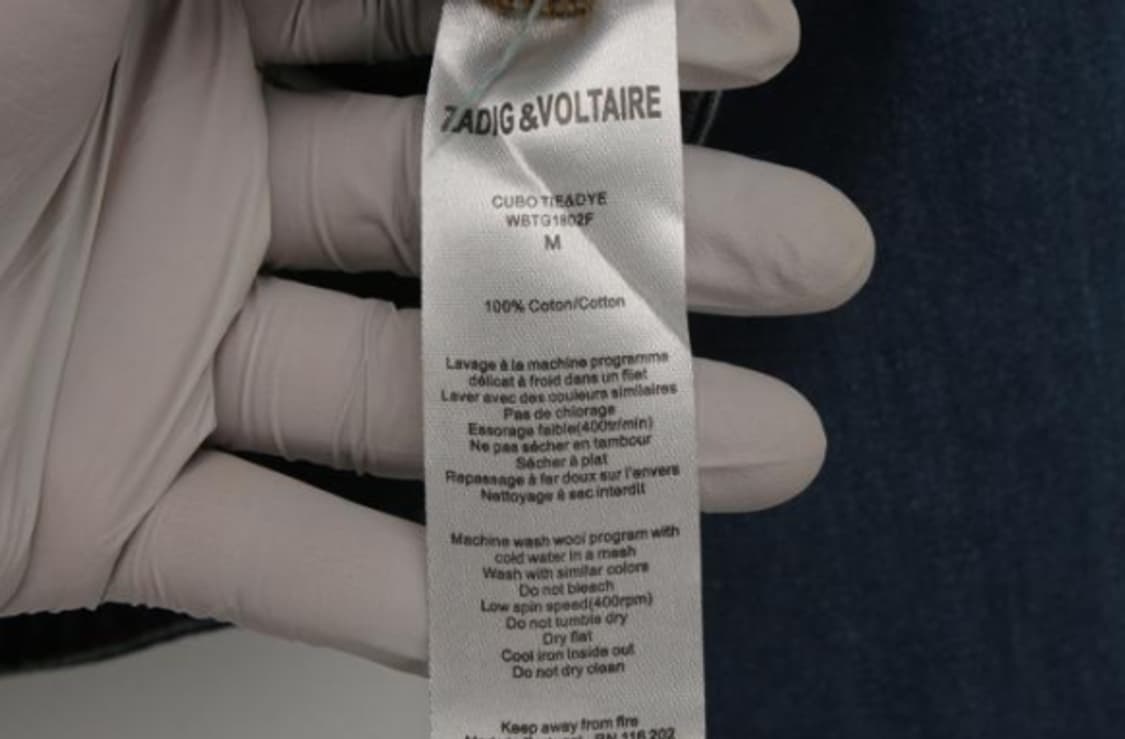 ZADIG &VOLTAIRE
CUBO TIE&DYE
WBTG1802F
M
100% Coton/Cotton
Lavage à la machine programme
délicat à froid dans un filet
Laver avec des couleurs similaires
Pas de chlorage
Essorage faible(400tr/min)
Ne pas sécher en tambour
Sécher à plat
Repassage à fer doux sur l'envers
Nettoyage à sec interdit
Machine wash wool program with
cold water in a mesh
Wash with similar colors
Do not bleach
Low spin speed(400rpm)
Do not tumble dry
Dry flat
Cool iron inside out
Do not dry clean
Keep away from fire
RN 116 202